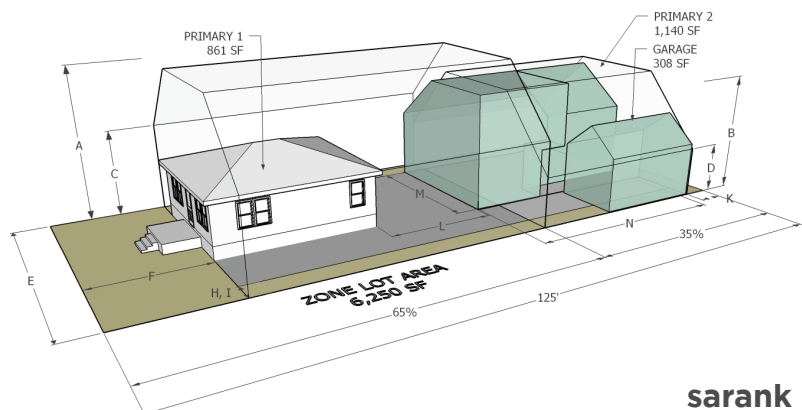 PRIMARY 1
861 SF
PRIMARY 2
1,140 SF
GARAGE
308 SF
A
B
C
D
E
F
H, I
K
L
M
N
35%
65%
125'
ZONE LOT AREA
6,250 SF
sarank